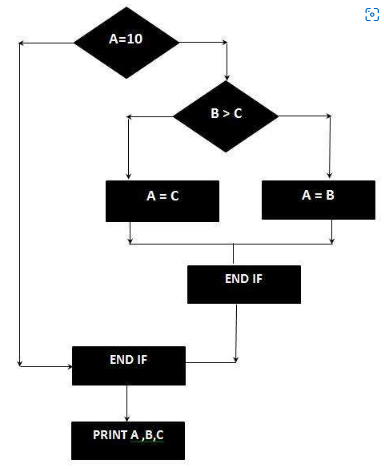 A=10
B > C
A = C
A = B
END IF
END IF
PRINT A ,B,C